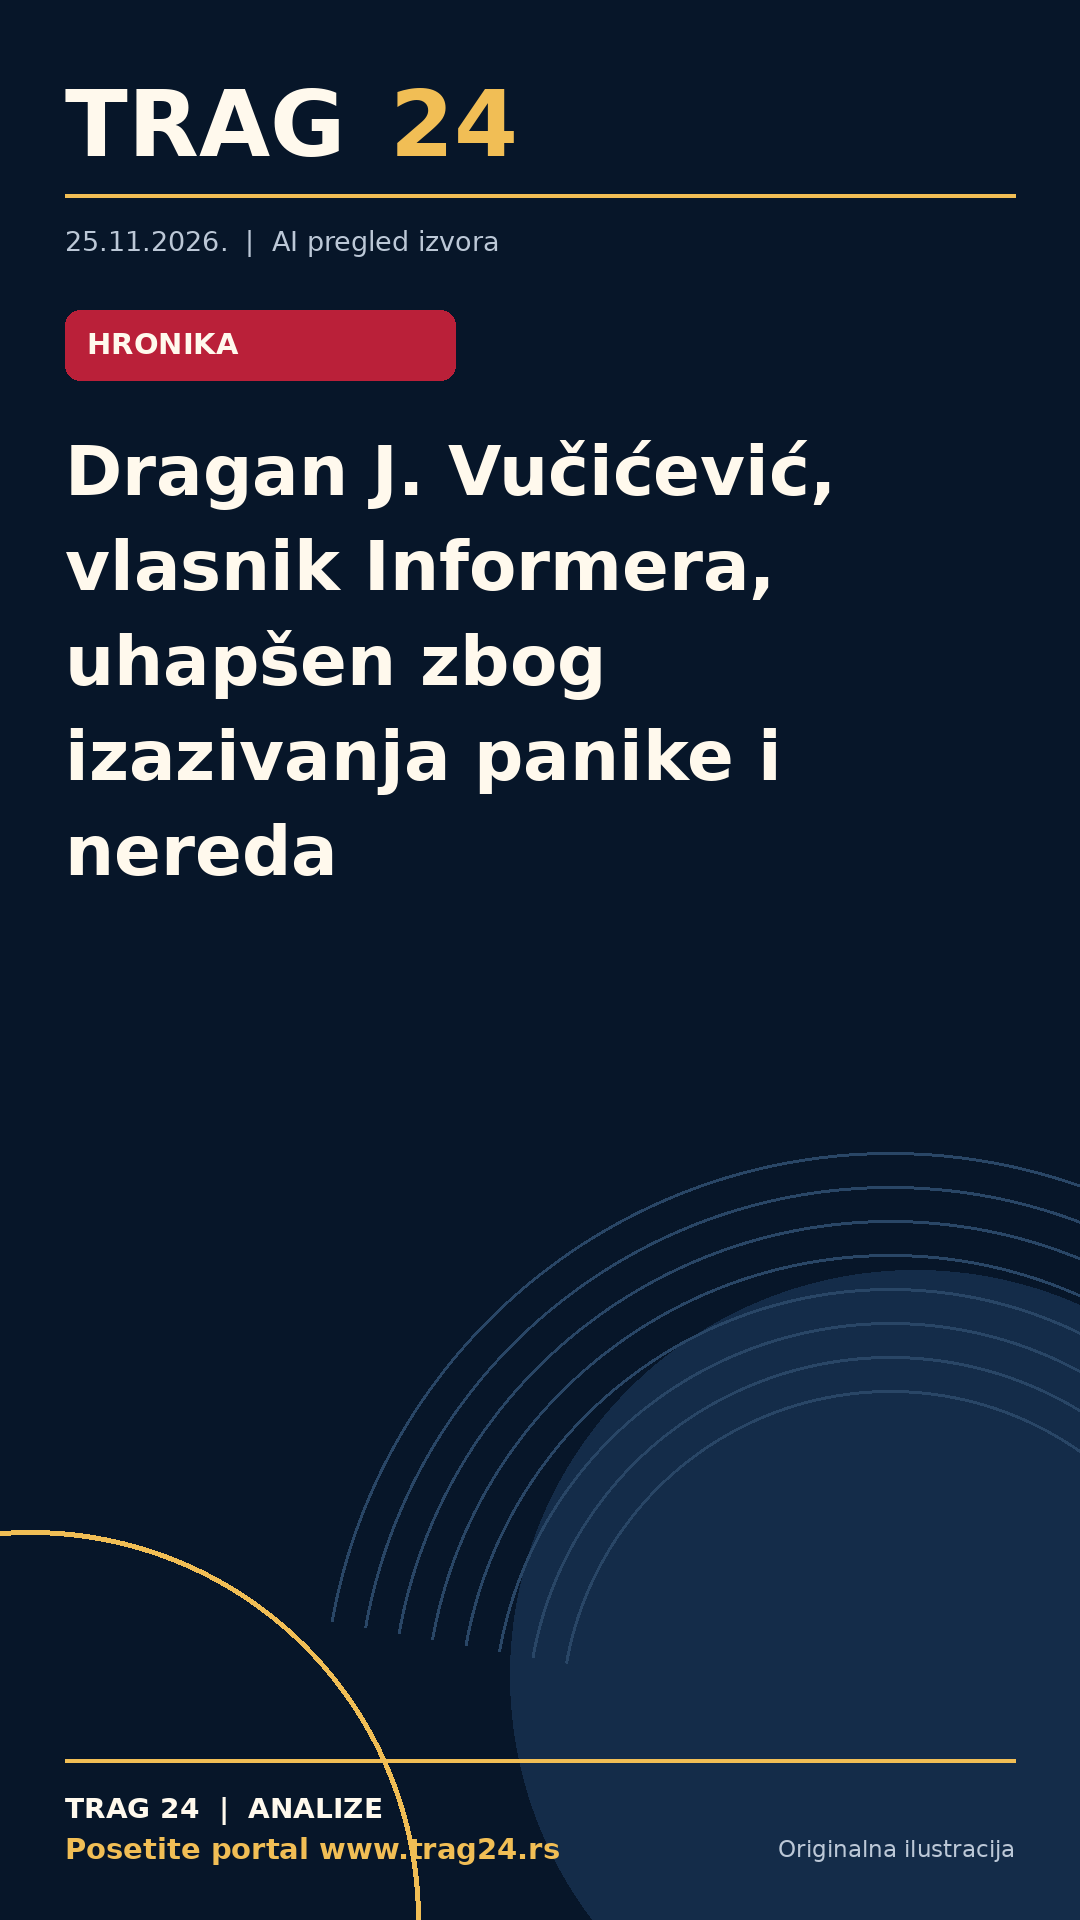 TRAG 24
25.11.2026. | AI pregled izvora
HRONIKA
Dragan J. Vučićević,
vlasnik Informera,
uhapšen zbog
izazivanja panike i
nereda
TRAG 24 | ANALIZE
Posetite portal www.trag24.rs
Originalna ilustracija